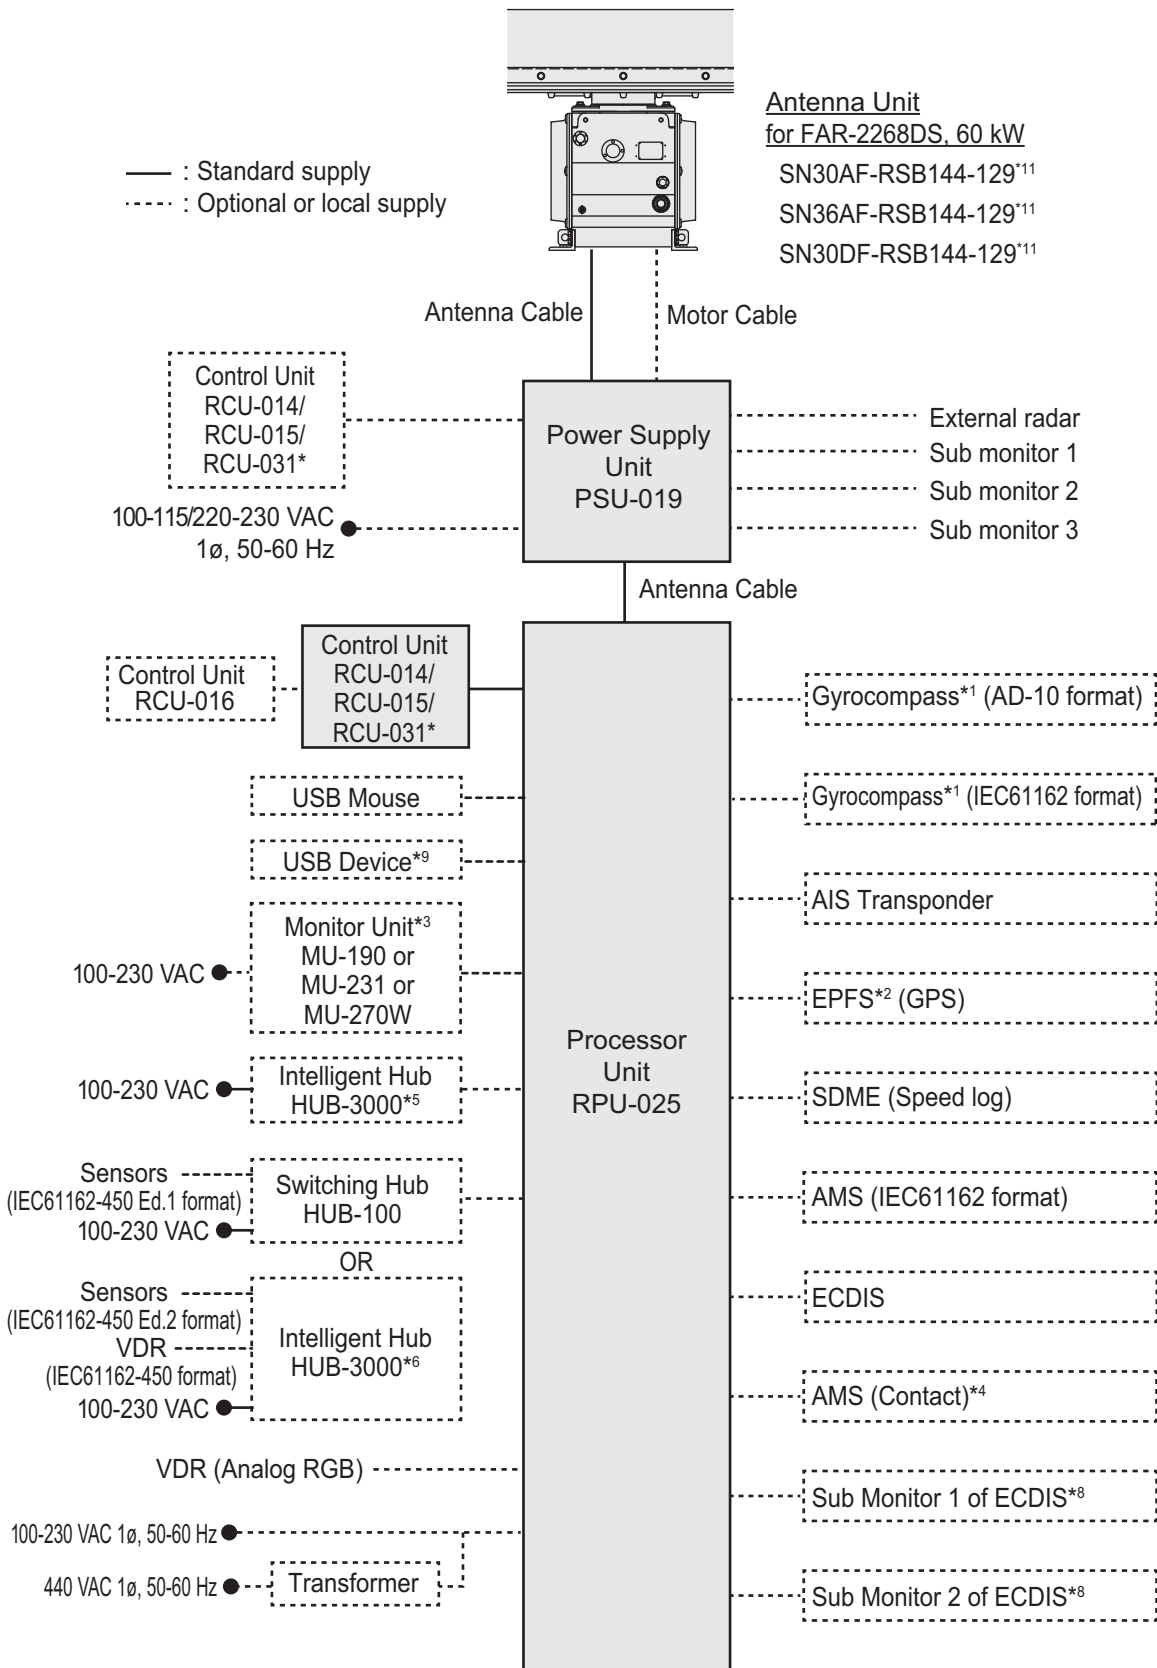 Antenna Unit
for FAR-2268DS, 60 kW
SN30AF-RSB144-129*11
SN36AF-RSB144-129*11
SN30DF-RSB144-129*11
: Standard supply
: Optional or local supply
Antenna Cable
Motor Cable
Control Unit
RCU-014/
RCU-015/
RCU-031*
100-115/220-230 VAC
1ø, 50-60 Hz
Power Supply
Unit
PSU-019
External radar
Sub monitor 1
Sub monitor 2
Sub monitor 3
Antenna Cable
Control Unit
RCU-016
Control Unit
RCU-014/
RCU-015/
RCU-031*
USB Mouse
USB Device*9
Monitor Unit*3
MU-190 or
MU-231 or
MU-270W
100-230 VAC
Intelligent Hub
HUB-3000*5
100-230 VAC
Sensors
(IEC61162-450 Ed.1 format)
100-230 VAC
Switching Hub
HUB-100
OR
Sensors
(IEC61162-450 Ed.2 format)
VDR
(IEC61162-450 format)
100-230 VAC
Intelligent Hub
HUB-3000*6
VDR (Analog RGB)
100-230 VAC 1ø, 50-60 Hz
440 VAC 1ø, 50-60 Hz
Transformer
Processor
Unit
RPU-025
Gyrocompass*1 (AD-10 format)
Gyrocompass*1 (IEC61162 format)
AIS Transponder
EPFS*2 (GPS)
SDME (Speed log)
AMS (IEC61162 format)
ECDIS
AMS (Contact)*4
Sub Monitor 1 of ECDIS*8
Sub Monitor 2 of ECDIS*8